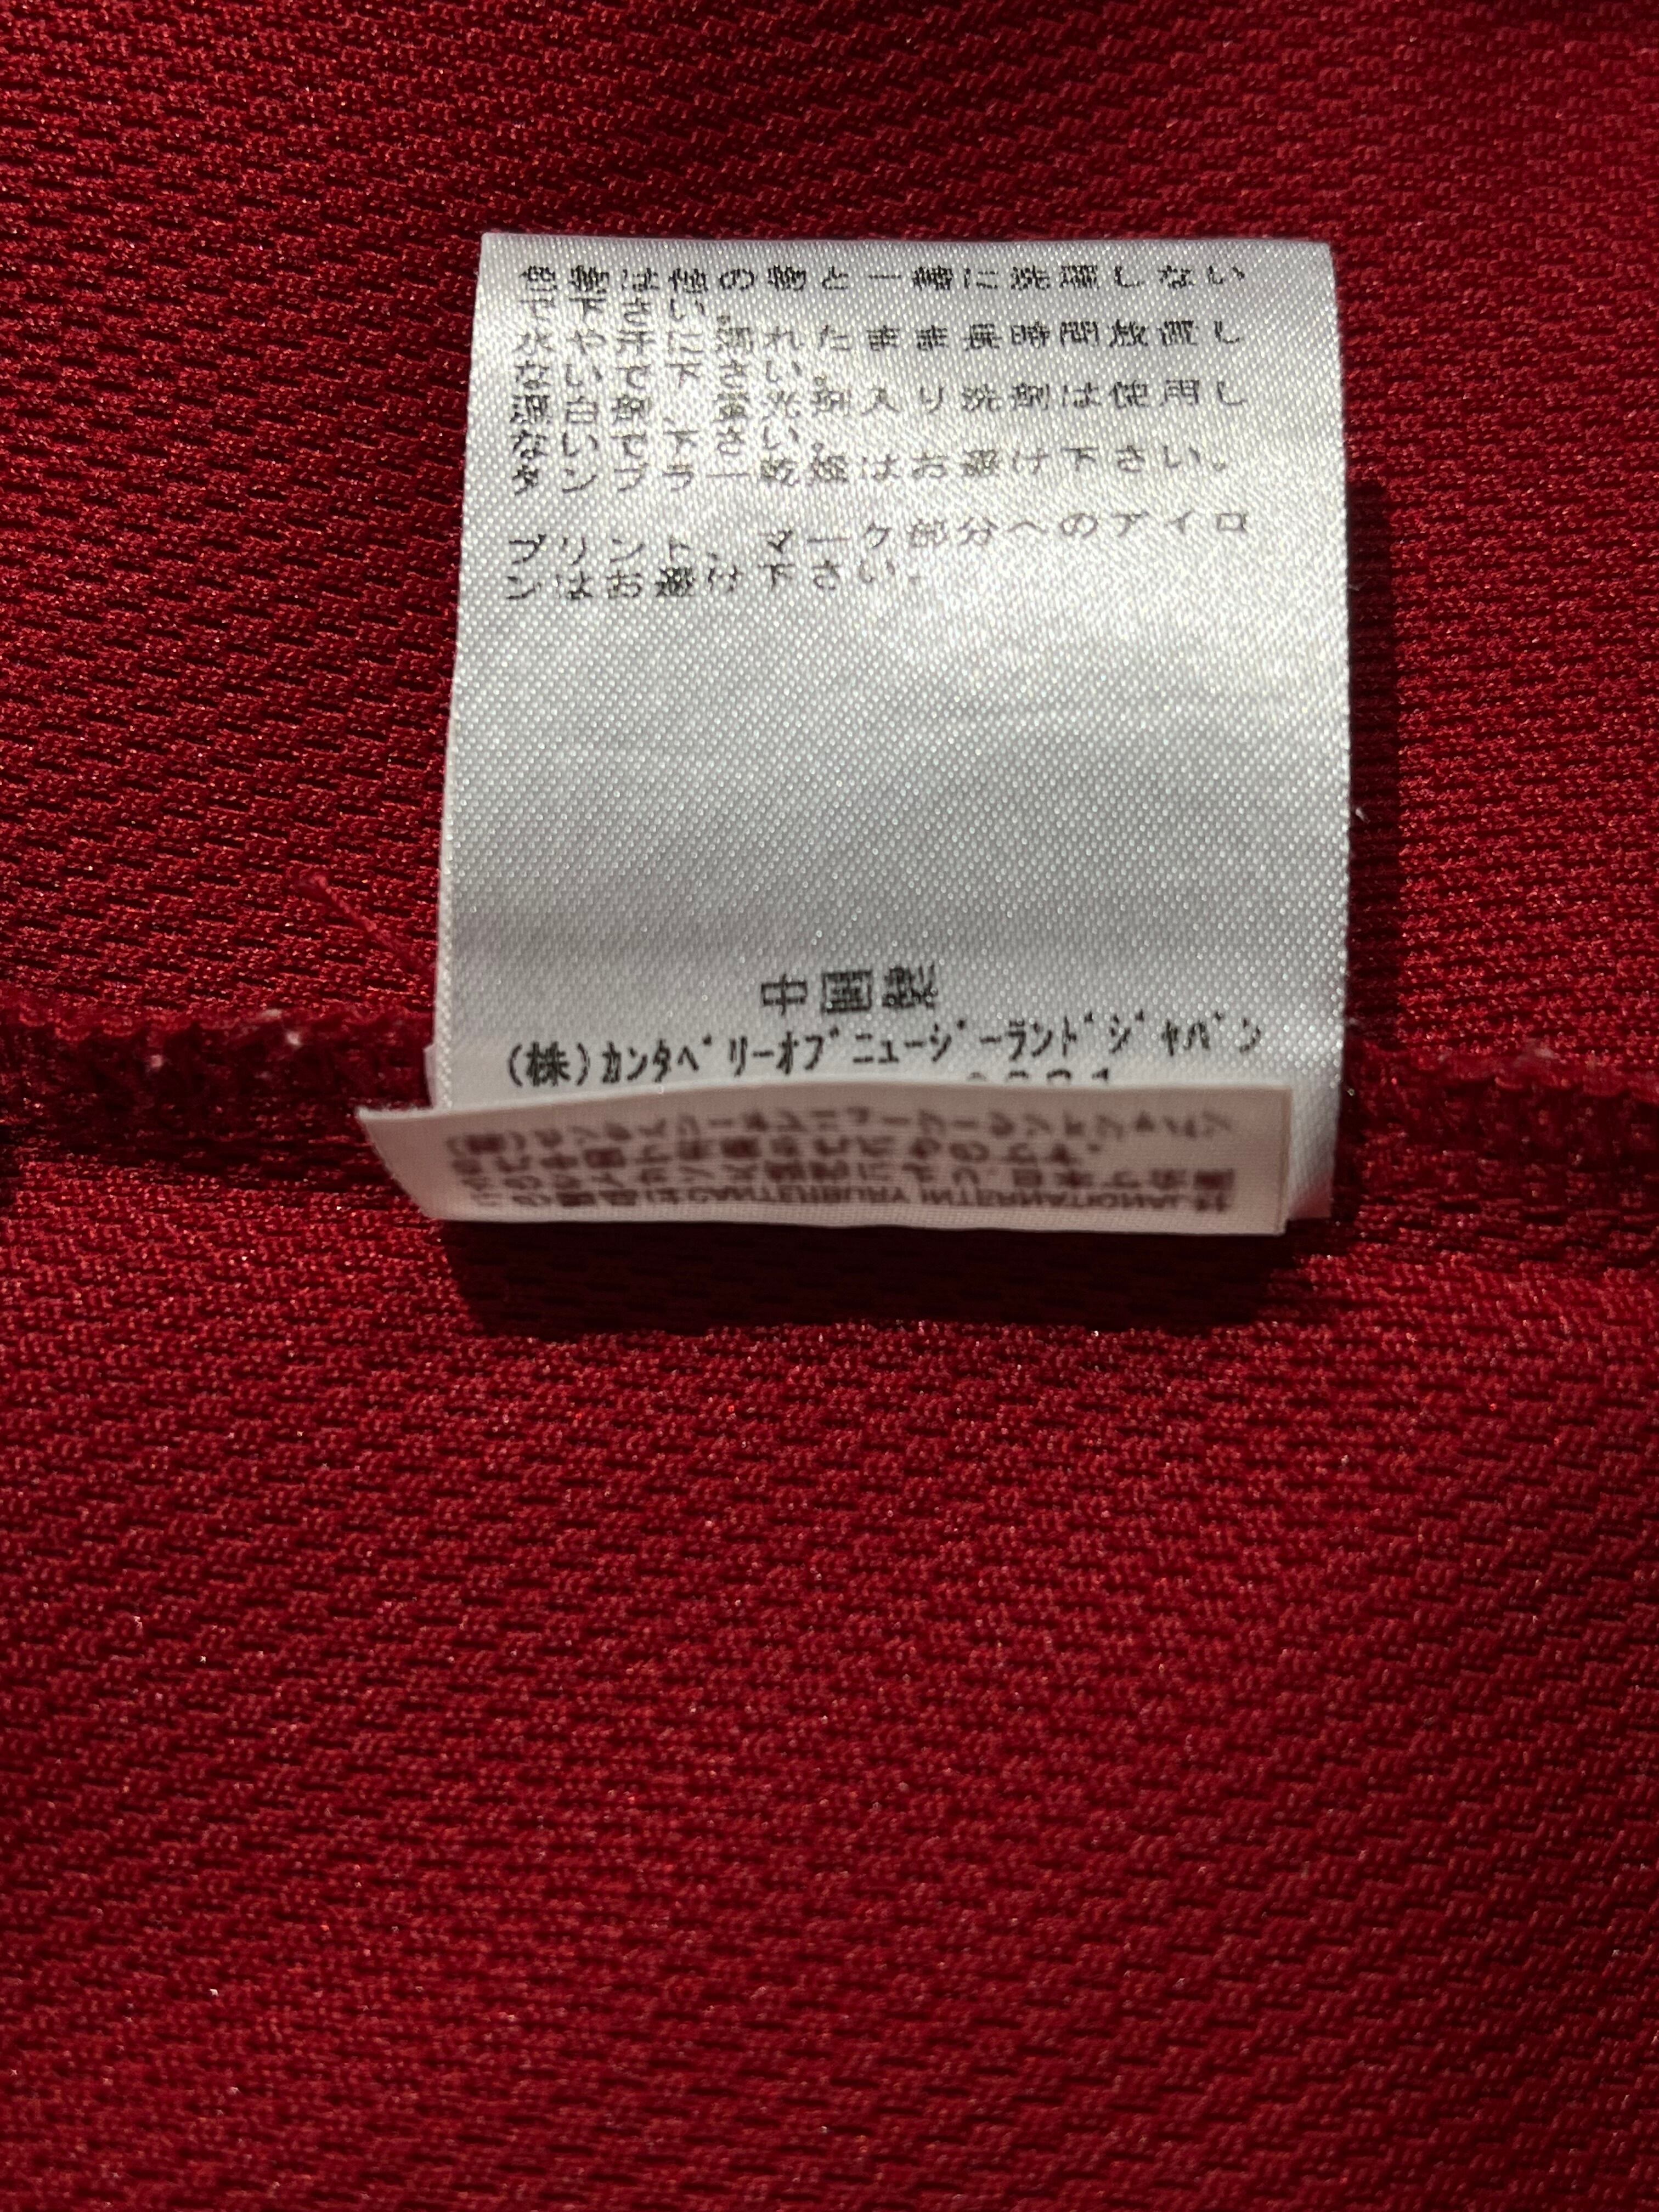 色物は他の物と一緒に洗濯しない
で下さい。
水や汗に濡れたまま長時間放置し
ないで下さい。
漂白剤、蛍光剤入り洗剤は使用し
ないで下さい。
タンブラー乾燥はお避け下さい。
プリント、マーク部分へのアイロ
ンはお避け下さい。
中国製
(株)カンタベリーオブニュージーランドジャパン
CANTERBURY INTERNATIONAL